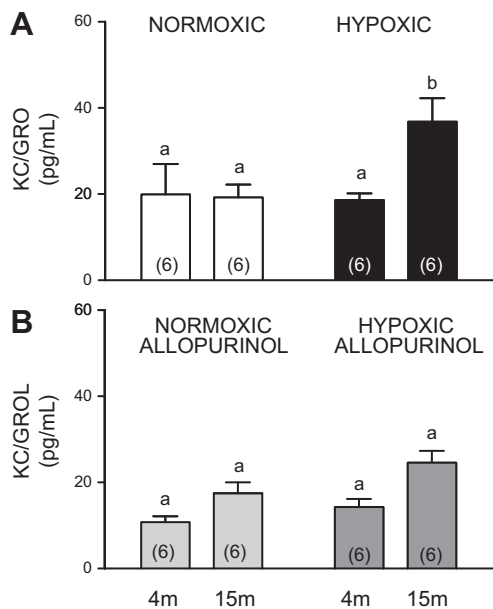 A
NORMOXIC HYPOXIC
60
40
20
0
KC/GRO
(pg/mL)
a
a
a
b
(6)
(6)
(6)
(6)
B
NORMOXIC
ALLOPURINOL
HYPOXIC
ALLOPURINOL
60
40
20
0
KC/GROL
(pg/mL)
a
a
a
a
(6)
(6)
(6)
(6)
4m 15m 4m 15m